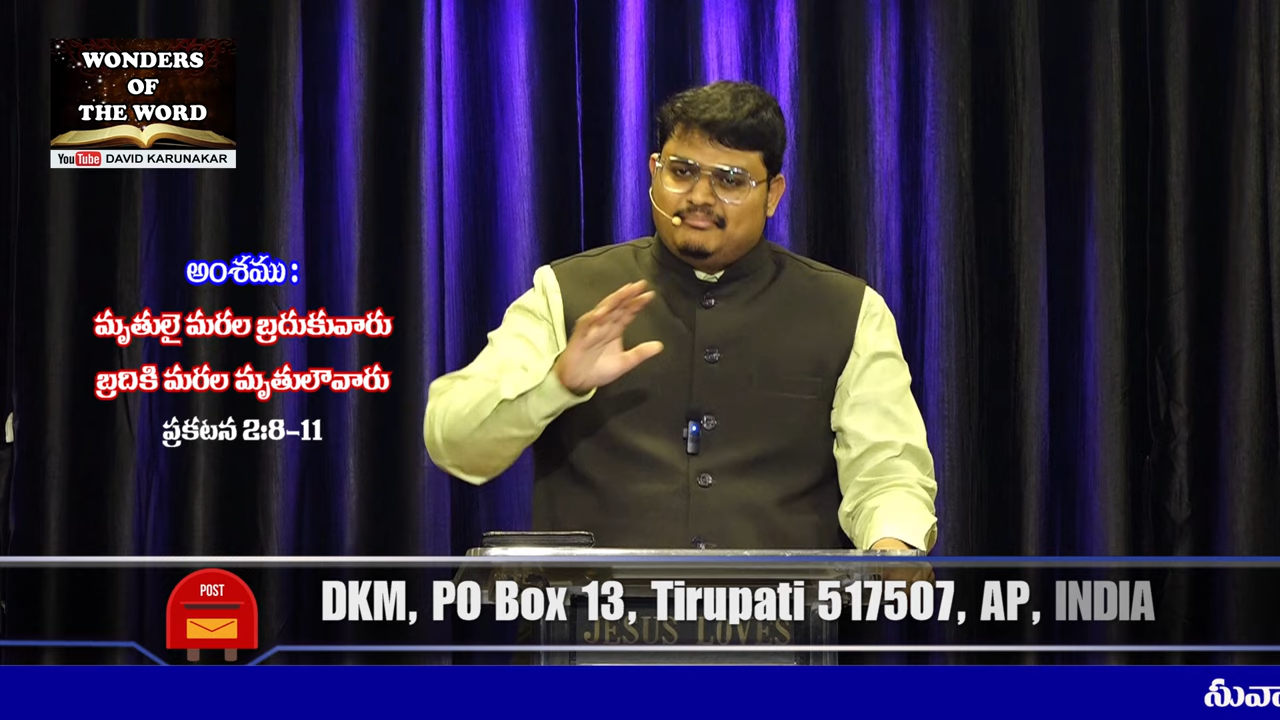 WONDERS
OF
THE WORD
YouTube DAVID KARUNAKAR
అంశము :
మృతులై మరల బ్రదుకువారు
బ్రదికి మరల మృతులౌవారు
ప్రకటన 2:8-11
POST
DKM, PO Box 13, Tirupati 517507, AP, INDIA
JESUS LOVES